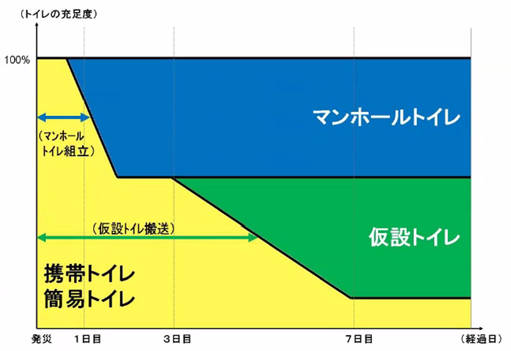 (トイレの充足度)
100%
マンホールトイレ
(マンホール
トイレ組立)
(仮設トイレ搬送)
仮設トイレ
携帯トイレ
簡易トイレ
発災 1日目 3日目 7日目 (経過日)